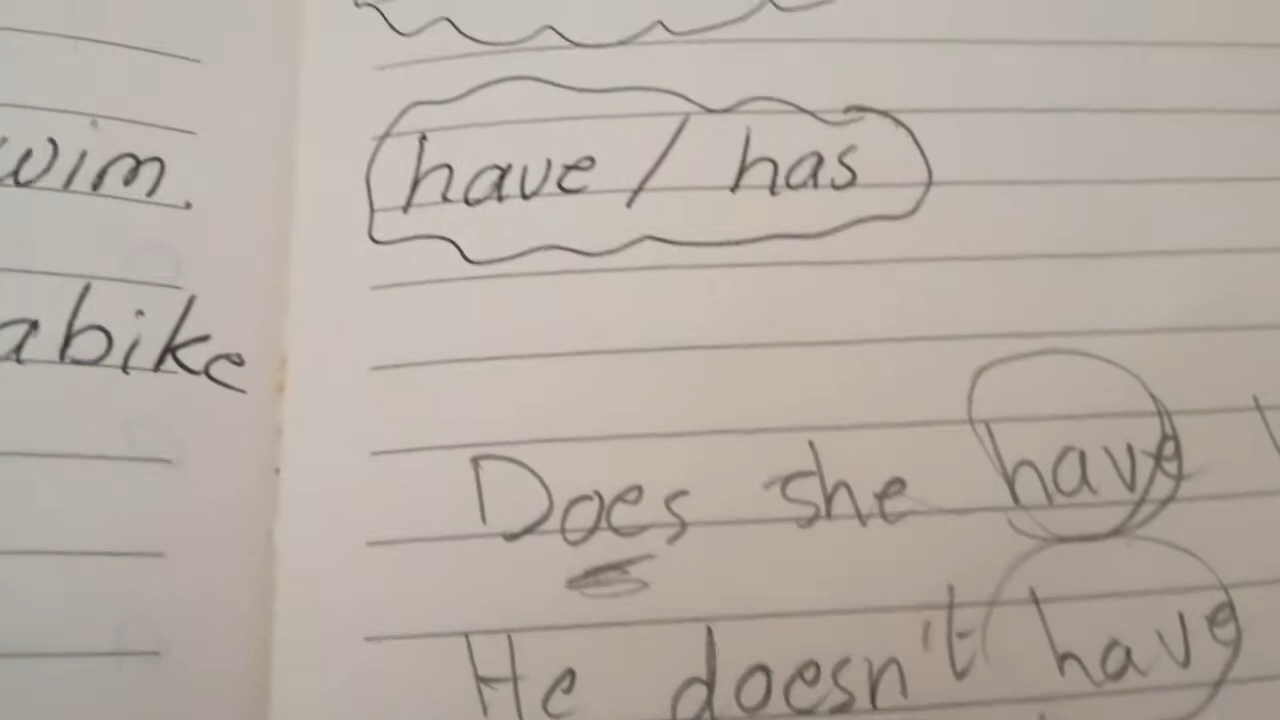 wim.
abike
have / has
Does she have
He doesn't have